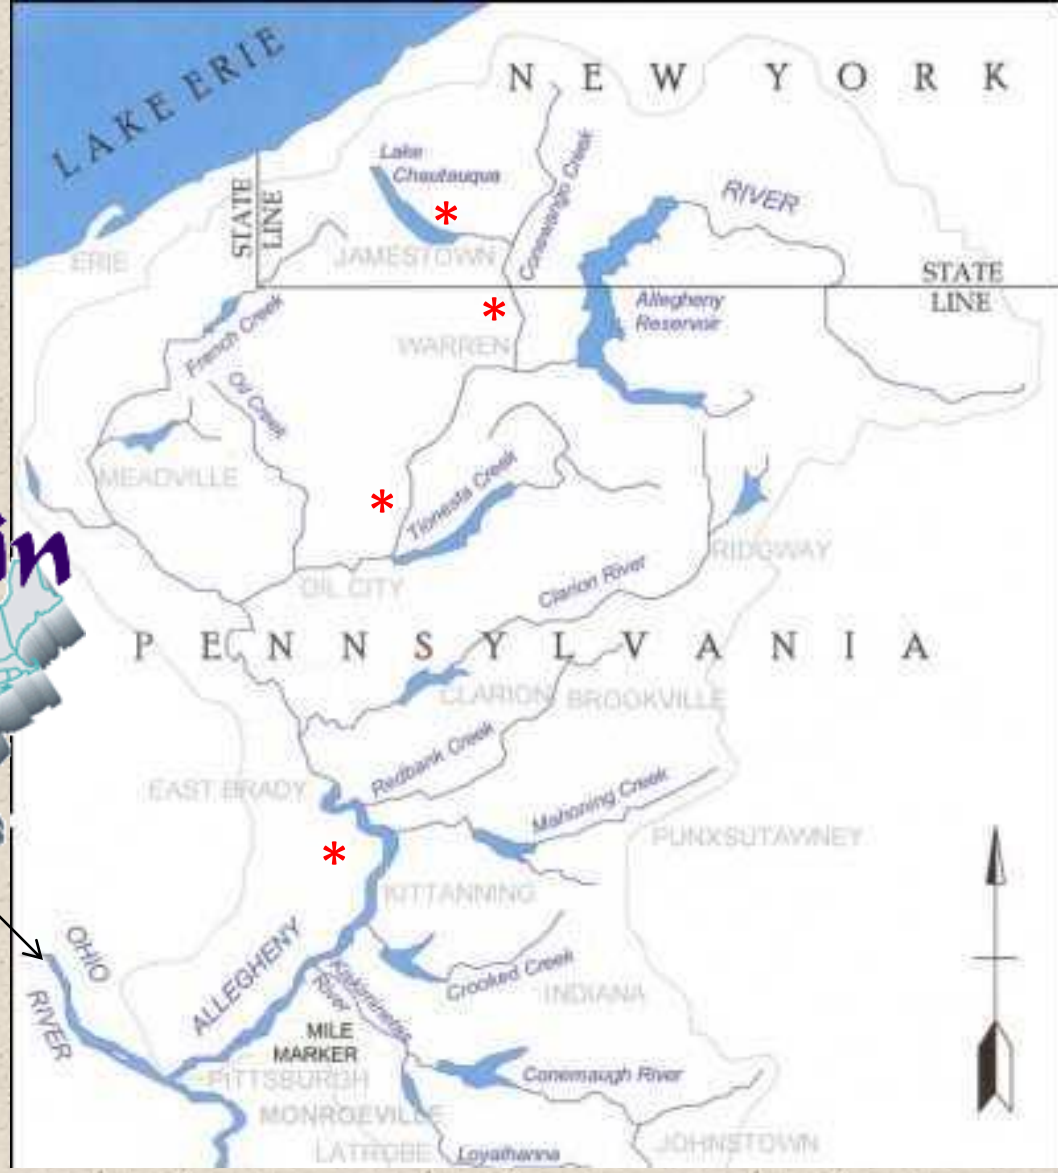 LAKE ERIE
NEW YORK
Lake
Chautauqua
Conewango Creek
RIVER
STATE
LINE
ERIE
JAMESTOWN
STATE
LINE
Allegheny
Reservoir
French Creek
WARREN
Oil Creek
MEADVILLE
Tionesta Creek
in
RIDGWAY
OIL CITY
Clarion River
PENNSYLVANIA
CLARION
BROOKVILLE
Redbank Creek
EAST BRADY
Mahoning Creek
PUNXSUTAWNEY
KITTANNING
OHIO
RIVER
ALLEGHENY
Kiskiminetas
River
Crooked Creek
INDIANA
MILE
MARKER
PITTSBURGH
Conemaugh River
MONROEVILLE
LATROBE
Loyalhanna
JOHNSTOWN